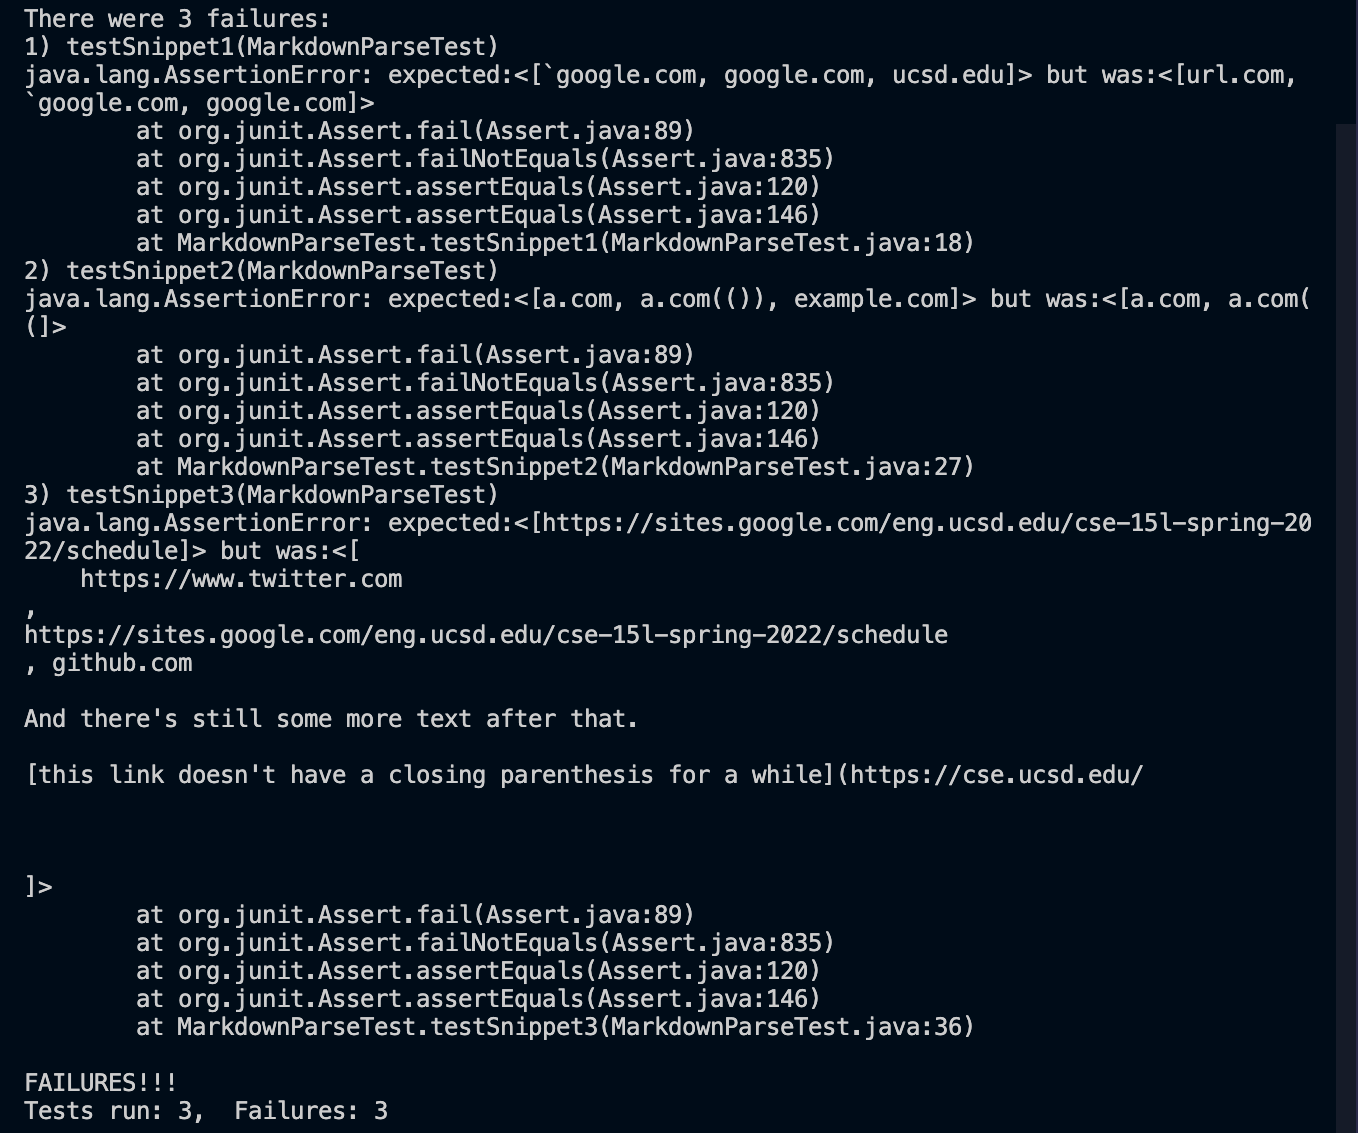 There were 3 failures:
1) testSnippet1(MarkdownParseTest)
java.lang.AssertionError: expected:<[`google.com, google.com, ucsd.edu]> but was:<[url.com,
`google.com, google.com]>
        at org.junit.Assert.fail(Assert.java:89)
        at org.junit.Assert.failNotEquals(Assert.java:835)
        at org.junit.Assert.assertEquals(Assert.java:120)
        at org.junit.Assert.assertEquals(Assert.java:146)
        at MarkdownParseTest.testSnippet1(MarkdownParseTest.java:18)
2) testSnippet2(MarkdownParseTest)
java.lang.AssertionError: expected:<[a.com, a.com(()), example.com]> but was:<[a.com, a.com(
(]>
        at org.junit.Assert.fail(Assert.java:89)
        at org.junit.Assert.failNotEquals(Assert.java:835)
        at org.junit.Assert.assertEquals(Assert.java:120)
        at org.junit.Assert.assertEquals(Assert.java:146)
        at MarkdownParseTest.testSnippet2(MarkdownParseTest.java:27)
3) testSnippet3(MarkdownParseTest)
java.lang.AssertionError: expected:<[https://sites.google.com/eng.ucsd.edu/cse-15l-spring-20
22/schedule]> but was:<[
    https://www.twitter.com
,
https://sites.google.com/eng.ucsd.edu/cse-15l-spring-2022/schedule
, github.com

And there's still some more text after that.

[this link doesn't have a closing parenthesis for a while](https://cse.ucsd.edu/



]>
        at org.junit.Assert.fail(Assert.java:89)
        at org.junit.Assert.failNotEquals(Assert.java:835)
        at org.junit.Assert.assertEquals(Assert.java:120)
        at org.junit.Assert.assertEquals(Assert.java:146)
        at MarkdownParseTest.testSnippet3(MarkdownParseTest.java:36)

FAILURES!!!
Tests run: 3,  Failures: 3